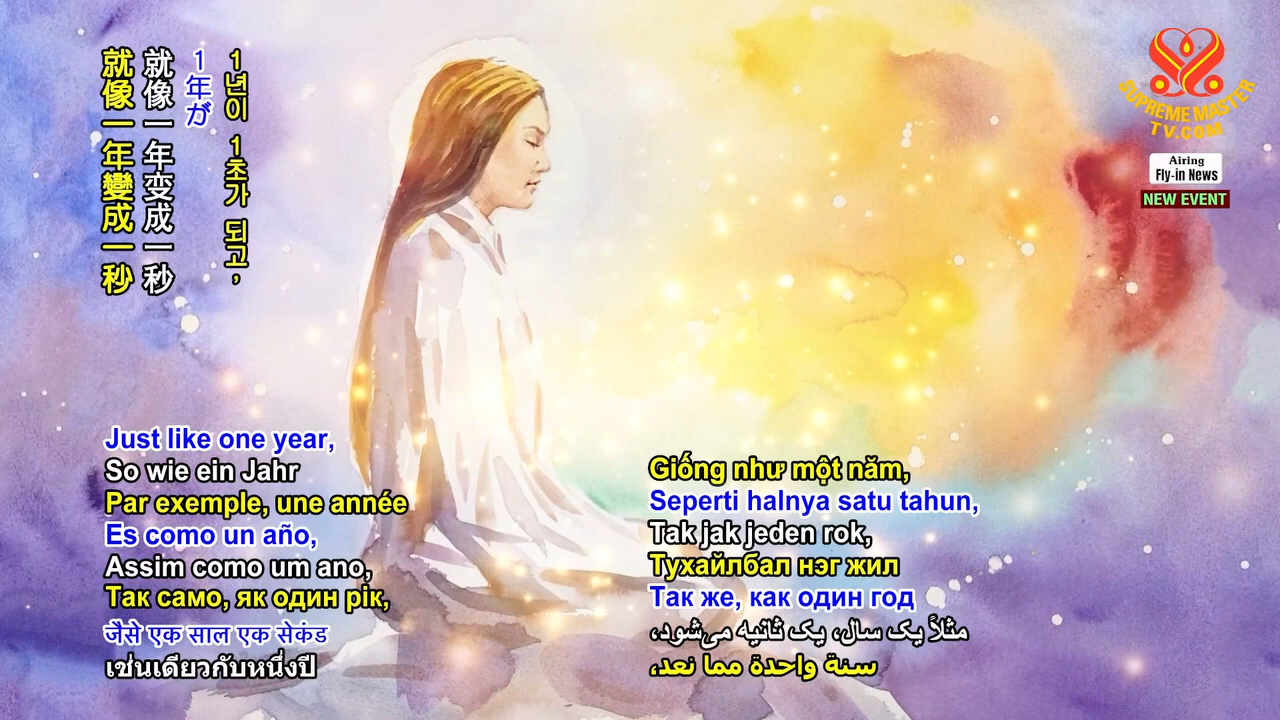 就像一年變成一秒
就像一年变成一秒
1年が
1년이 1초가 되고,
SUPREME MASTER
TV.COM
Airing
Fly-in News
NEW EVENT
Just like one year,
So wie ein Jahr
Par exemple, une année
Es como un año,
Assim como um ano,
Так само, як один рік,
जैसे एक साल एक सेकंड
เช่นเดียวกับหนึ่งปี
Giống như một năm,
Seperti halnya satu tahun,
Tak jak jeden rok,
Тухайлбал нэг жил
Так же, как один год
مثلاً یک سال، یک ثانیه می‌شود،
سنة واحدة مما نعد،